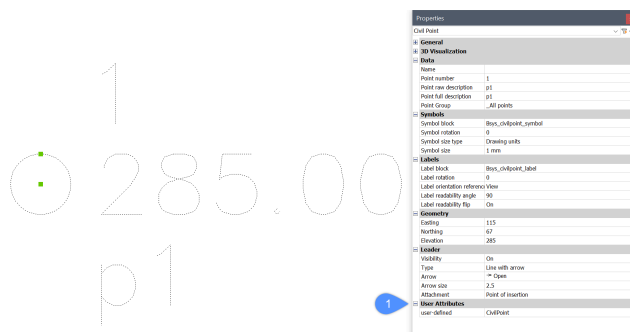 1
285.00
p1
Properties
Civil Point
General
3D Visualization
Data
Name
Point number 1
Point raw description p1
Point full description p1
Point Group _All points
Symbols
Symbol block Bsys_civilpoint_symbol
Symbol rotation 0
Symbol size type Drawing units
Symbol size 1 mm
Labels
Label block Bsys_civilpoint_label
Label rotation 0
Label orientation referenc View
Label readability angle 90
Label readability flip On
Geometry
Easting 115
Northing 67
Elevation 285
Leader
Visibility On
Type Line with arrow
Arrow Open
Arrow size 2.5
Attachment Point of insertion
1 User Attributes
user-defined CivilPoint